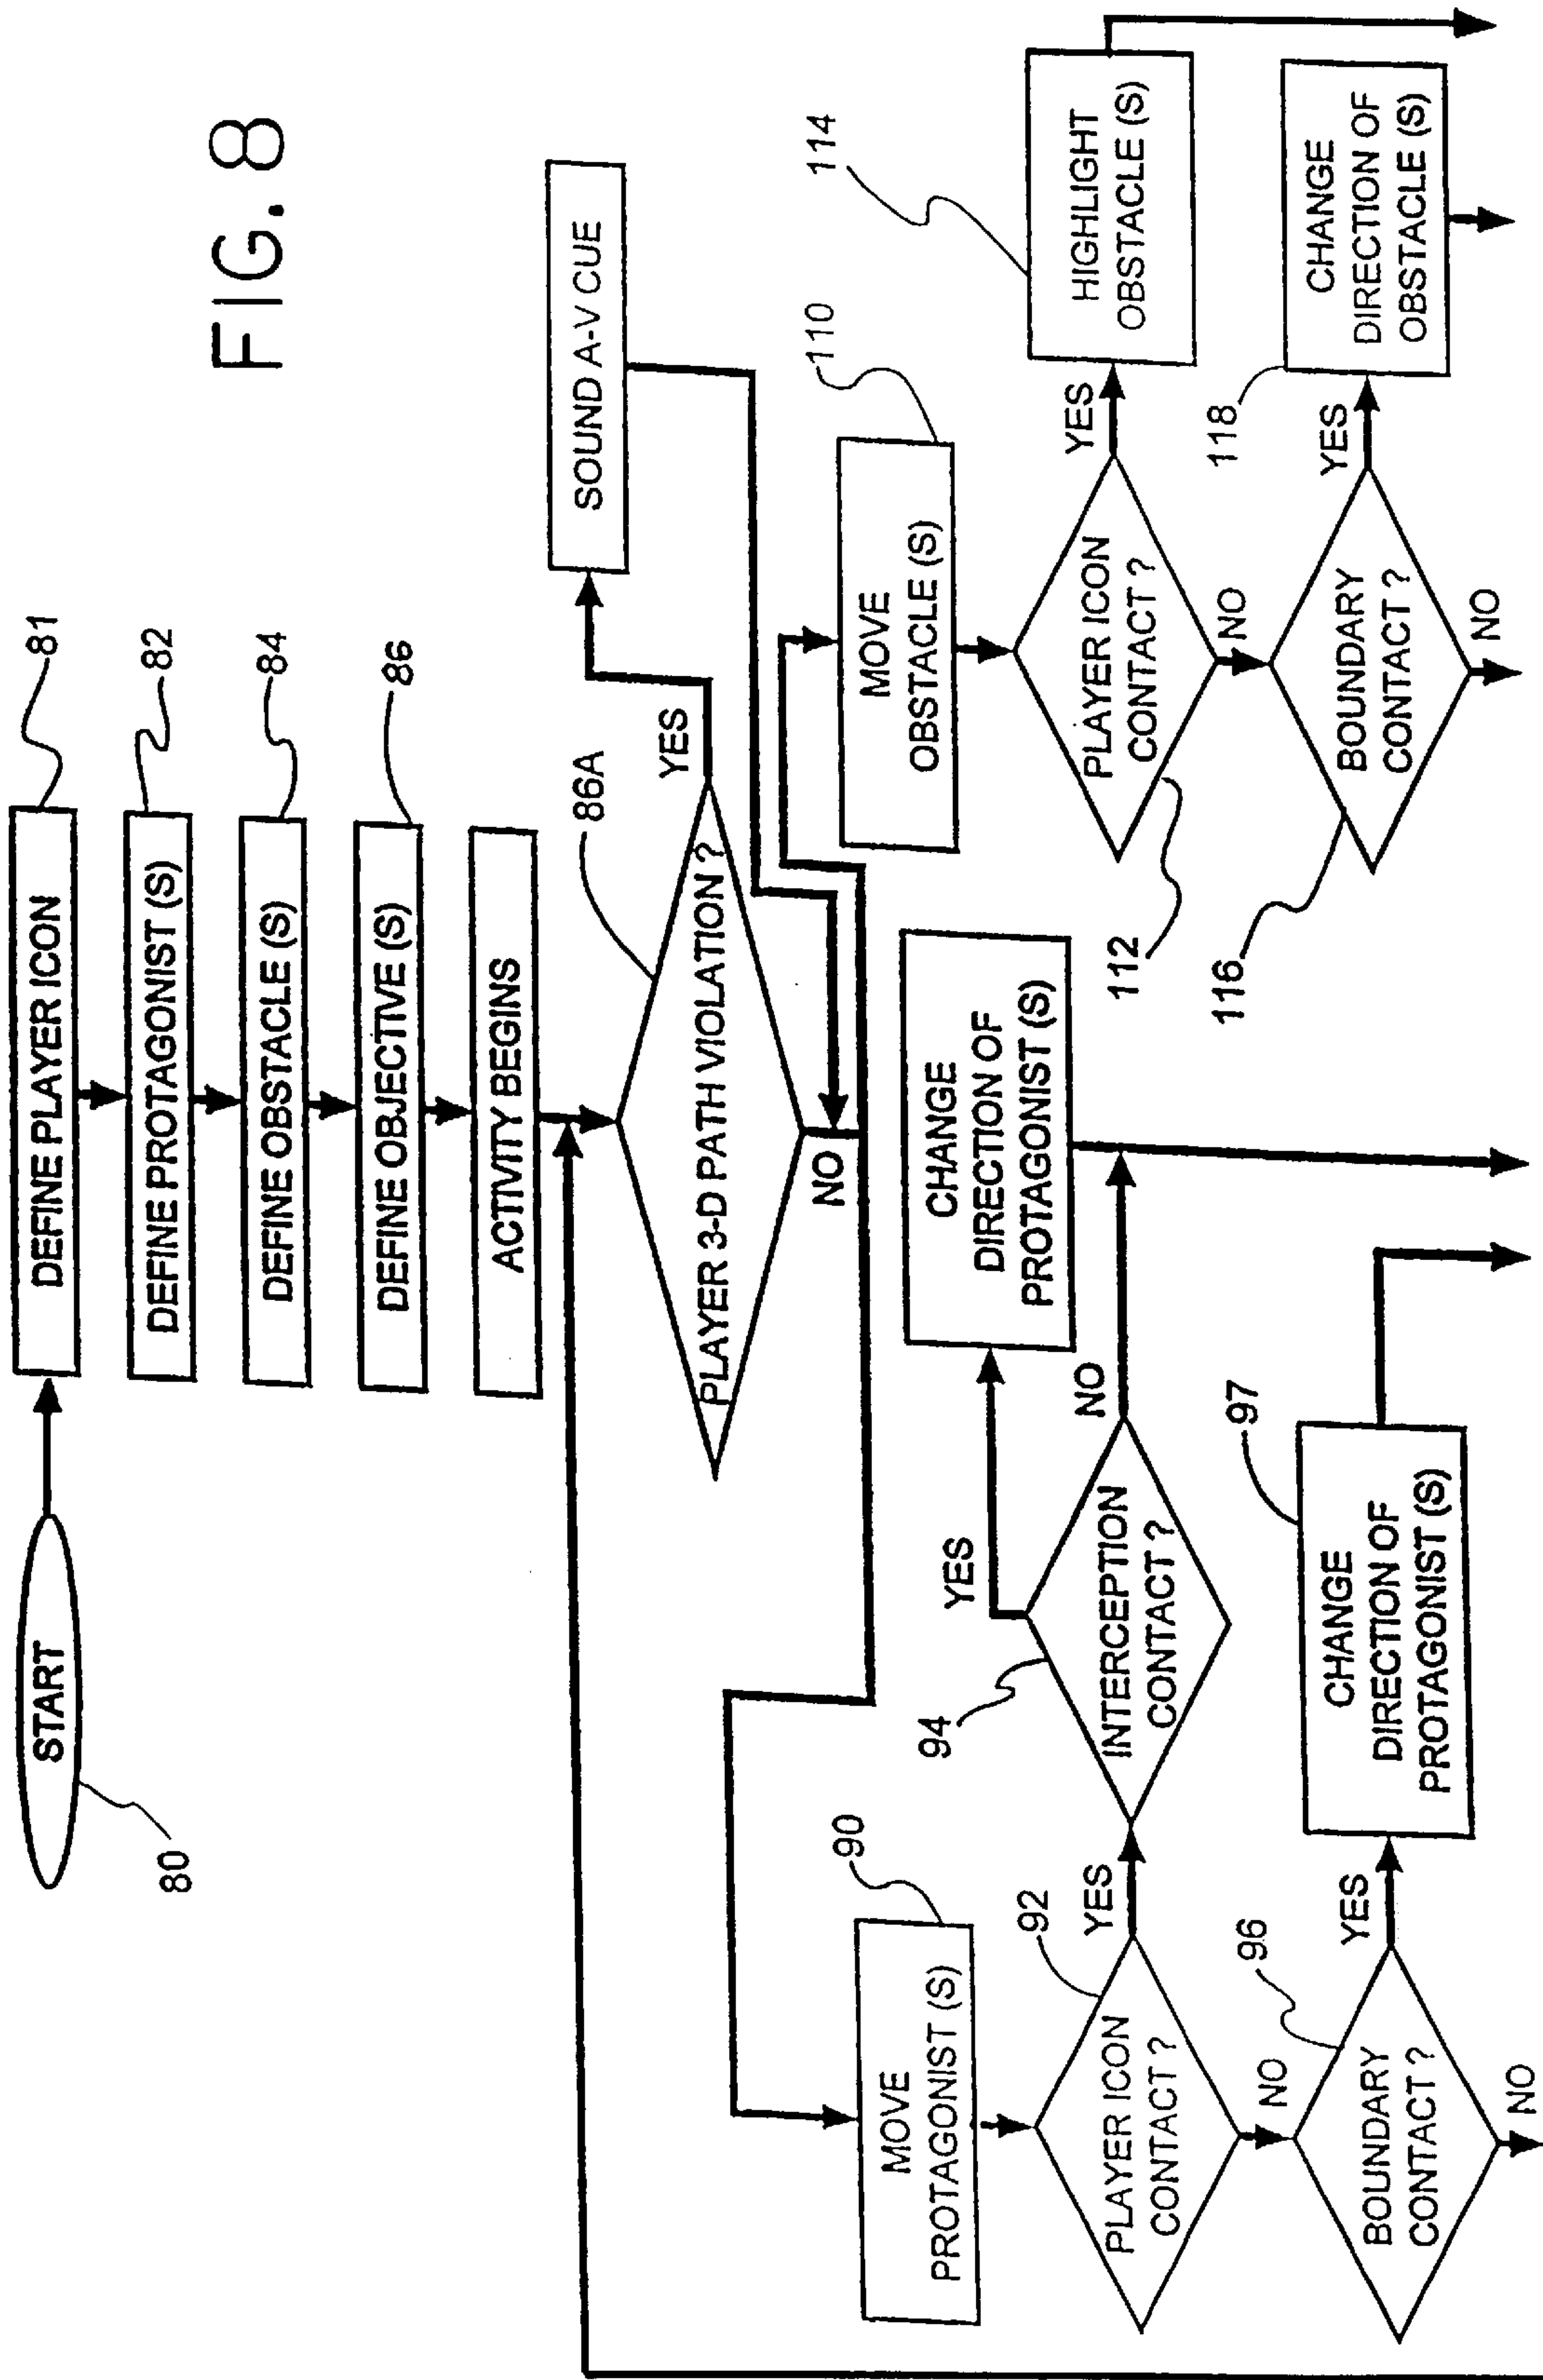 FIG. 8
START
80
DEFINE PLAYER ICON
81
DEFINE PROTAGONIST (S)
82
DEFINE OBSTACLE (S)
84
DEFINE OBJECTIVE (S)
86
ACTIVITY BEGINS
PLAYER 3-D PATH VIOLATION ?
86A
YES
SOUND A-V CUE
NO
MOVE
PROTAGONIST (S)
90
PLAYER ICON
CONTACT ?
92
YES
INTERCEPTION
CONTACT ?
94
YES
NO
CHANGE
DIRECTION OF
PROTAGONIST (S)
NO
BOUNDARY
CONTACT ?
96
YES
CHANGE
DIRECTION OF
PROTAGONIST (S)
97
NO
MOVE
OBSTACLE (S)
110
PLAYER ICON
CONTACT ?
112
YES
HIGHLIGHT
OBSTACLE (S)
114
NO
BOUNDARY
CONTACT ?
116
YES
CHANGE
DIRECTION OF
OBSTACLE (S)
118
NO